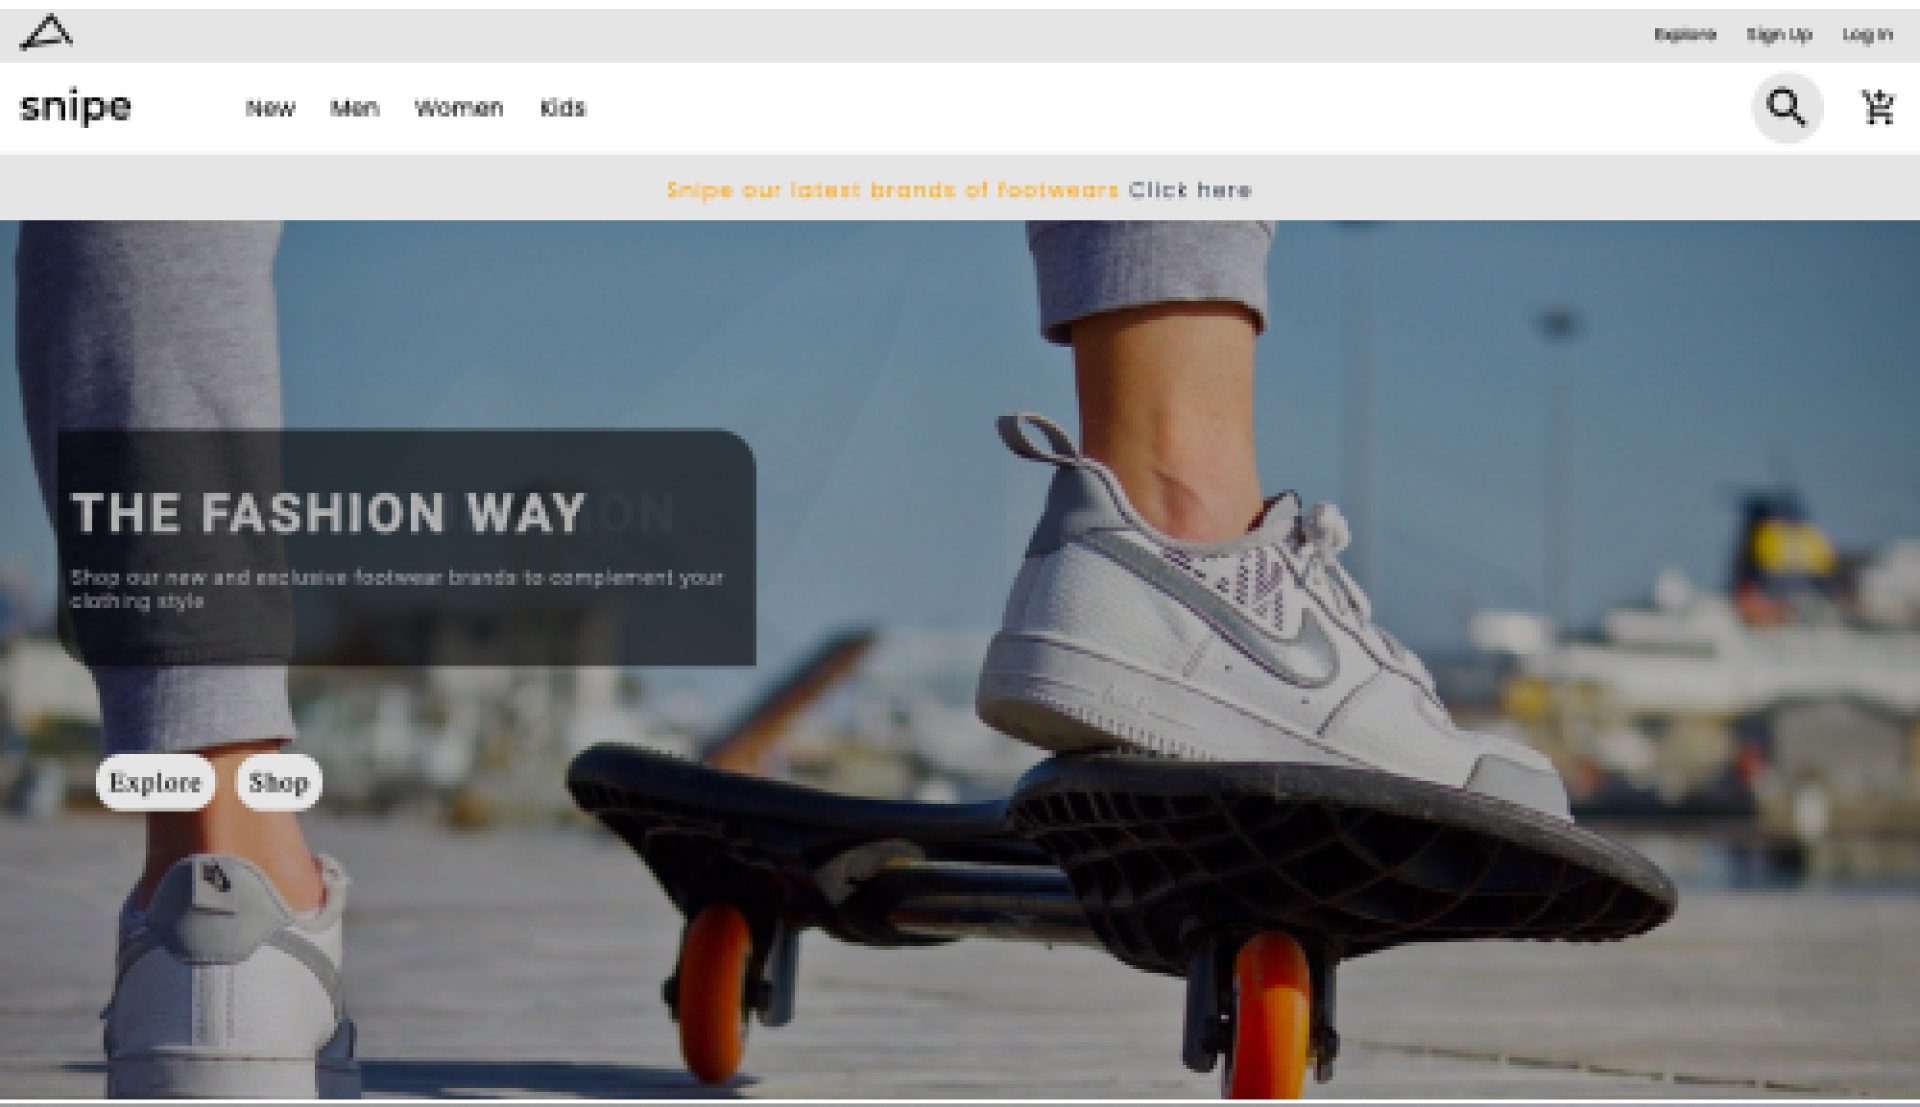 Explore Sign Up Log In
snipe New Men Women Kids
Snipe our latest brands of footwears Click here
THE FASHION WAY
Shop our new and exclusive footwear brands to complement your
clothing style
Explore Shop